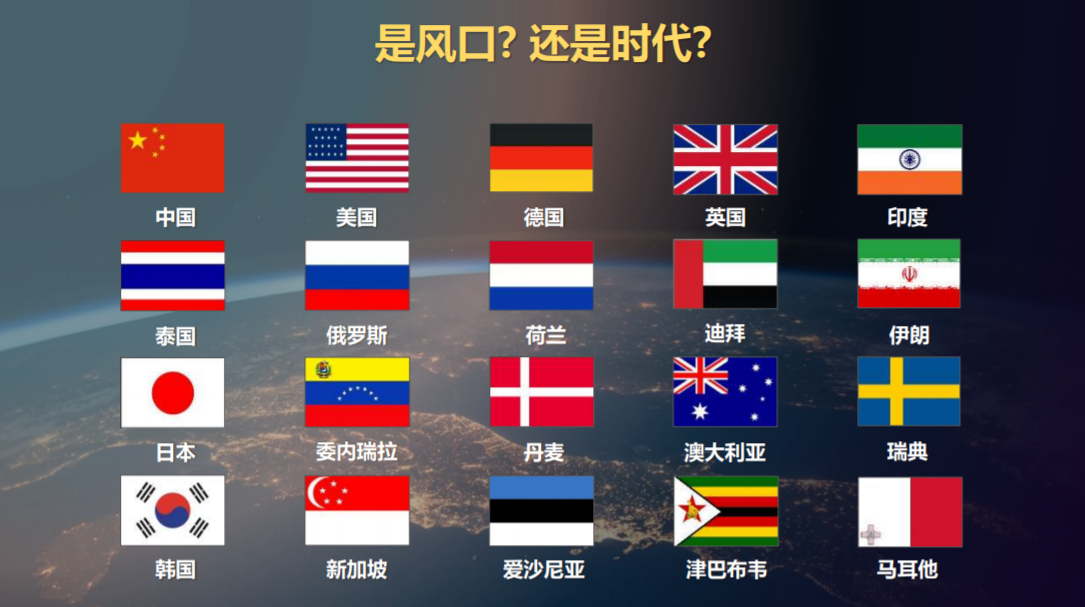 是风口? 还是时代?
中国 美国 德国 英国 印度
泰国 俄罗斯 荷兰 迪拜 伊朗
日本 委内瑞拉 丹麦 澳大利亚 瑞典
韩国 新加坡 爱沙尼亚 津巴布韦 马耳他